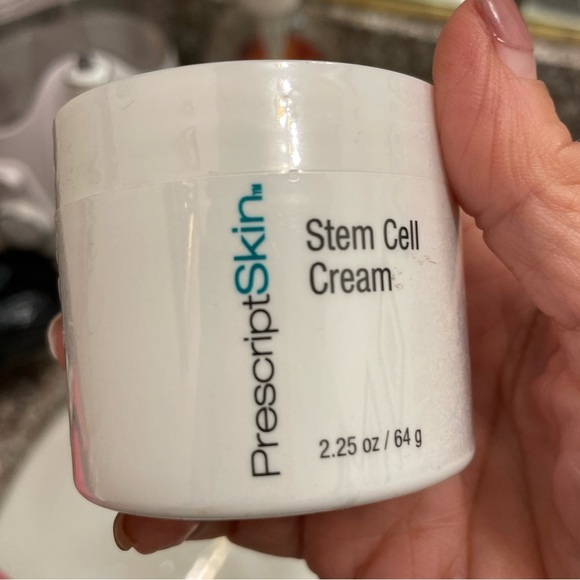 PrescriptSkin™
Stem Cell
Cream
2.25 oz / 64 g